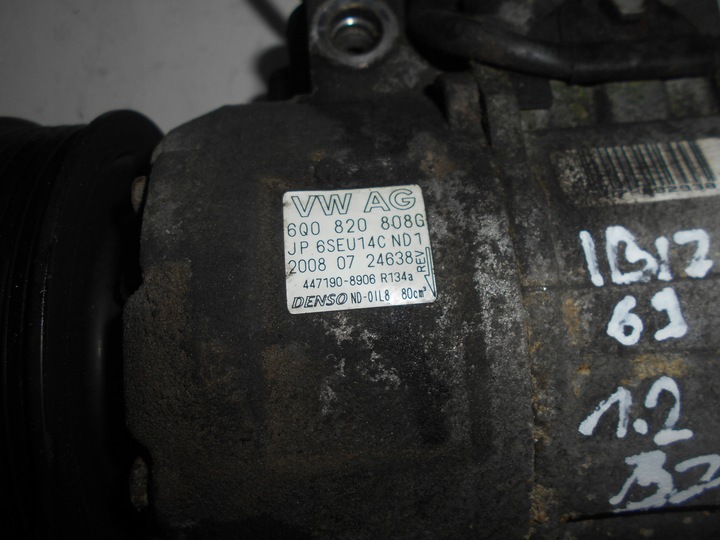 VW AG
6Q0 820 808G
JP 6SEU14C ND1
2008 07 24638
REV
447190-8906 R134a
DENSO ND-OIL8 80cm³
IBIZ
1.2